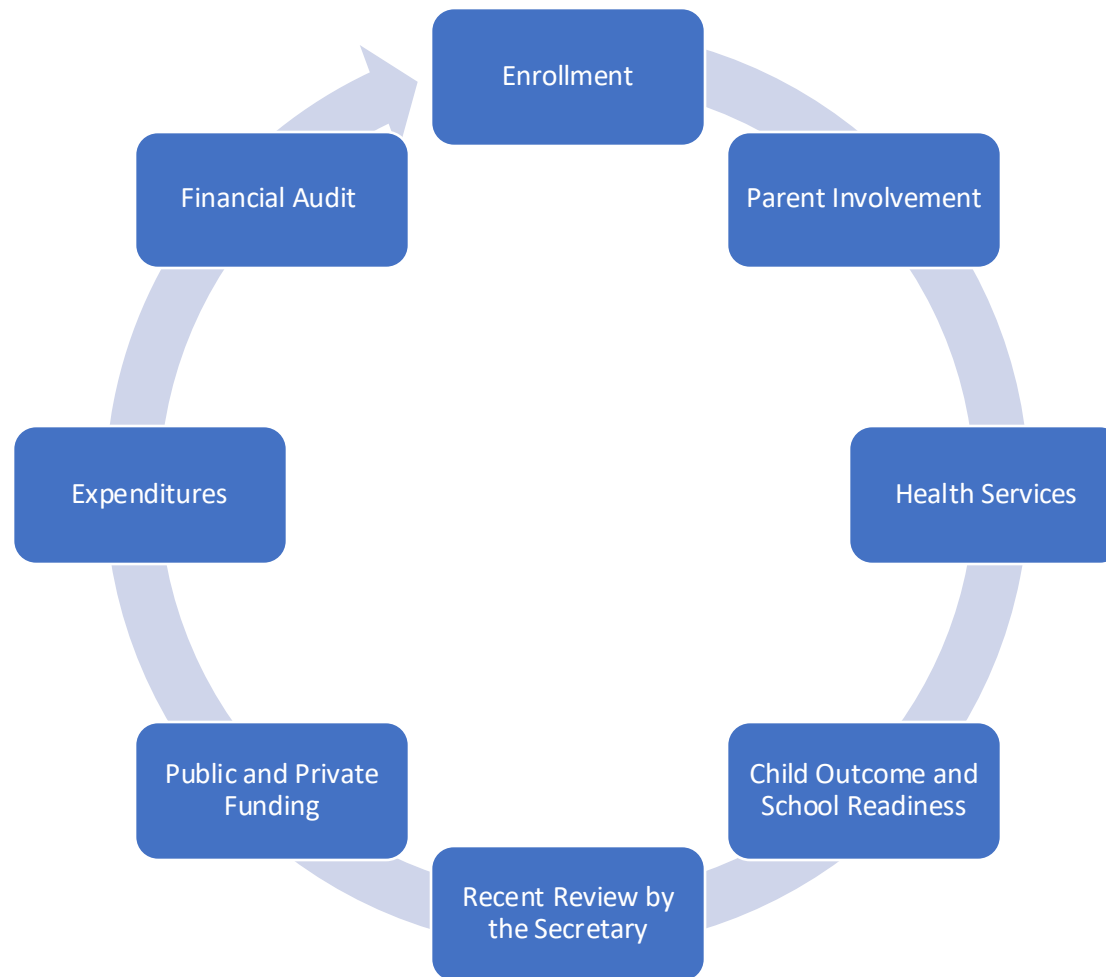 Enrollment
Parent Involvement
Health Services
Child Outcome and
School Readiness
Recent Review by
the Secretary
Public and Private
Funding
Expenditures
Financial Audit